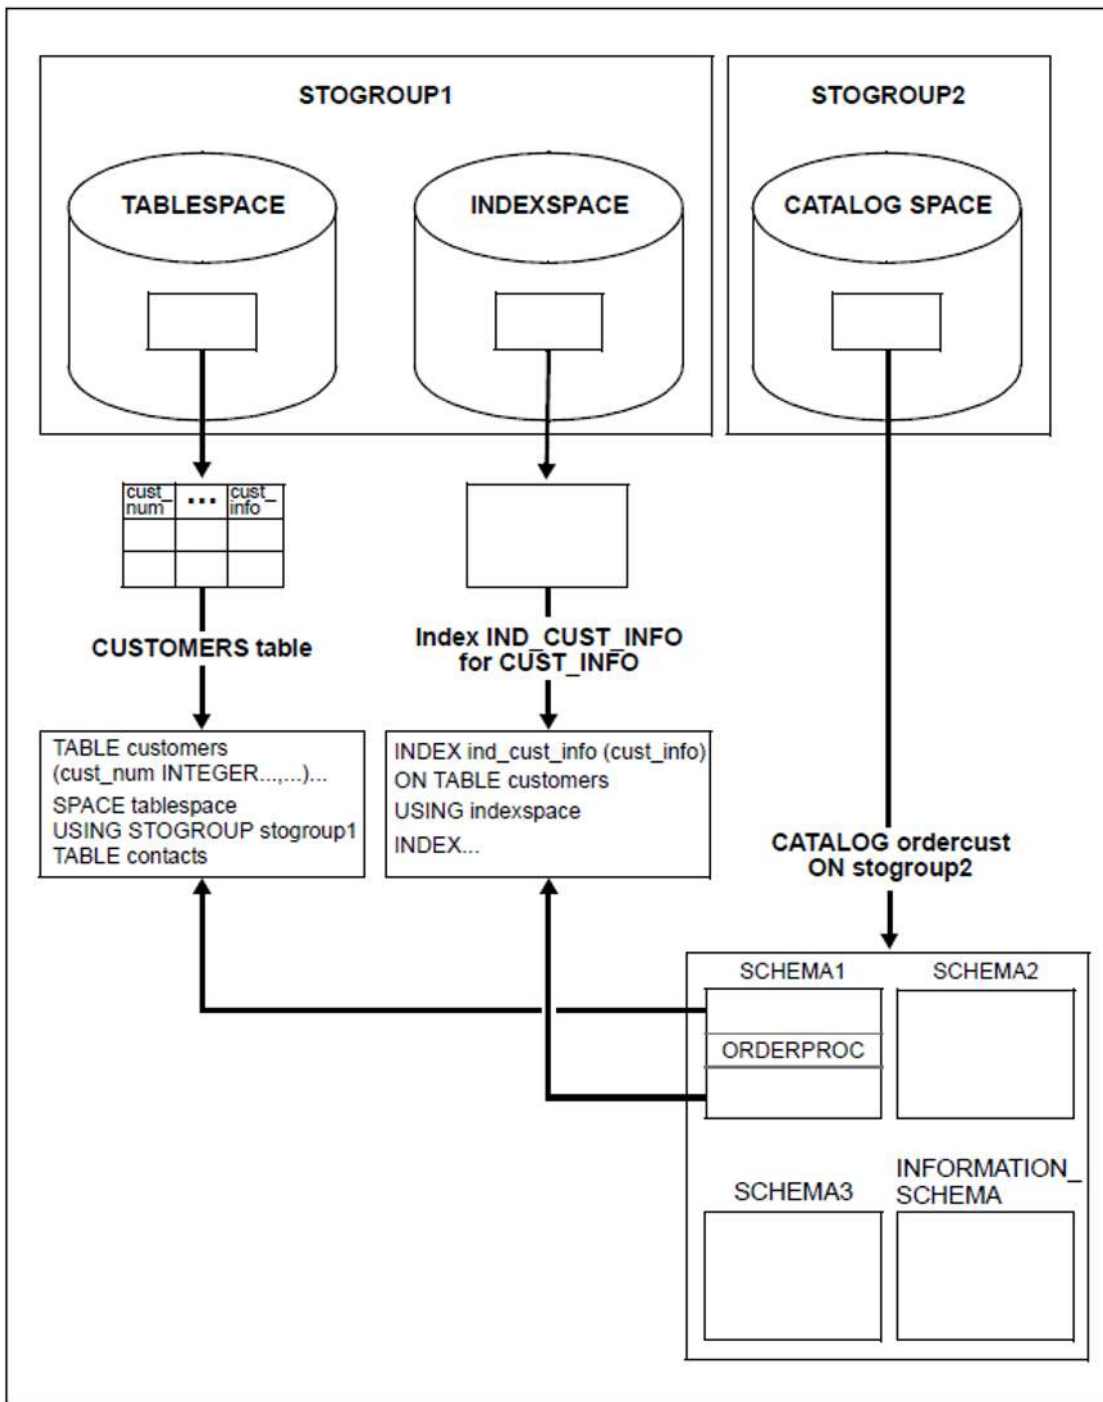 STOGROUP1
STOGROUP2
TABLESPACE
INDEXSPACE
CATALOG SPACE
cust_
num
...
cust_
info
CUSTOMERS table
Index IND_CUST_INFO
for CUST_INFO
TABLE customers
(cust_num INTEGER...,...)...
SPACE tablespace
USING STOGROUP stogroup1
TABLE contacts
INDEX ind_cust_info (cust_info)
ON TABLE customers
USING indexspace
INDEX...
CATALOG ordercust
ON stogroup2
SCHEMA1
SCHEMA2
ORDERPROC
SCHEMA3
INFORMATION_
SCHEMA